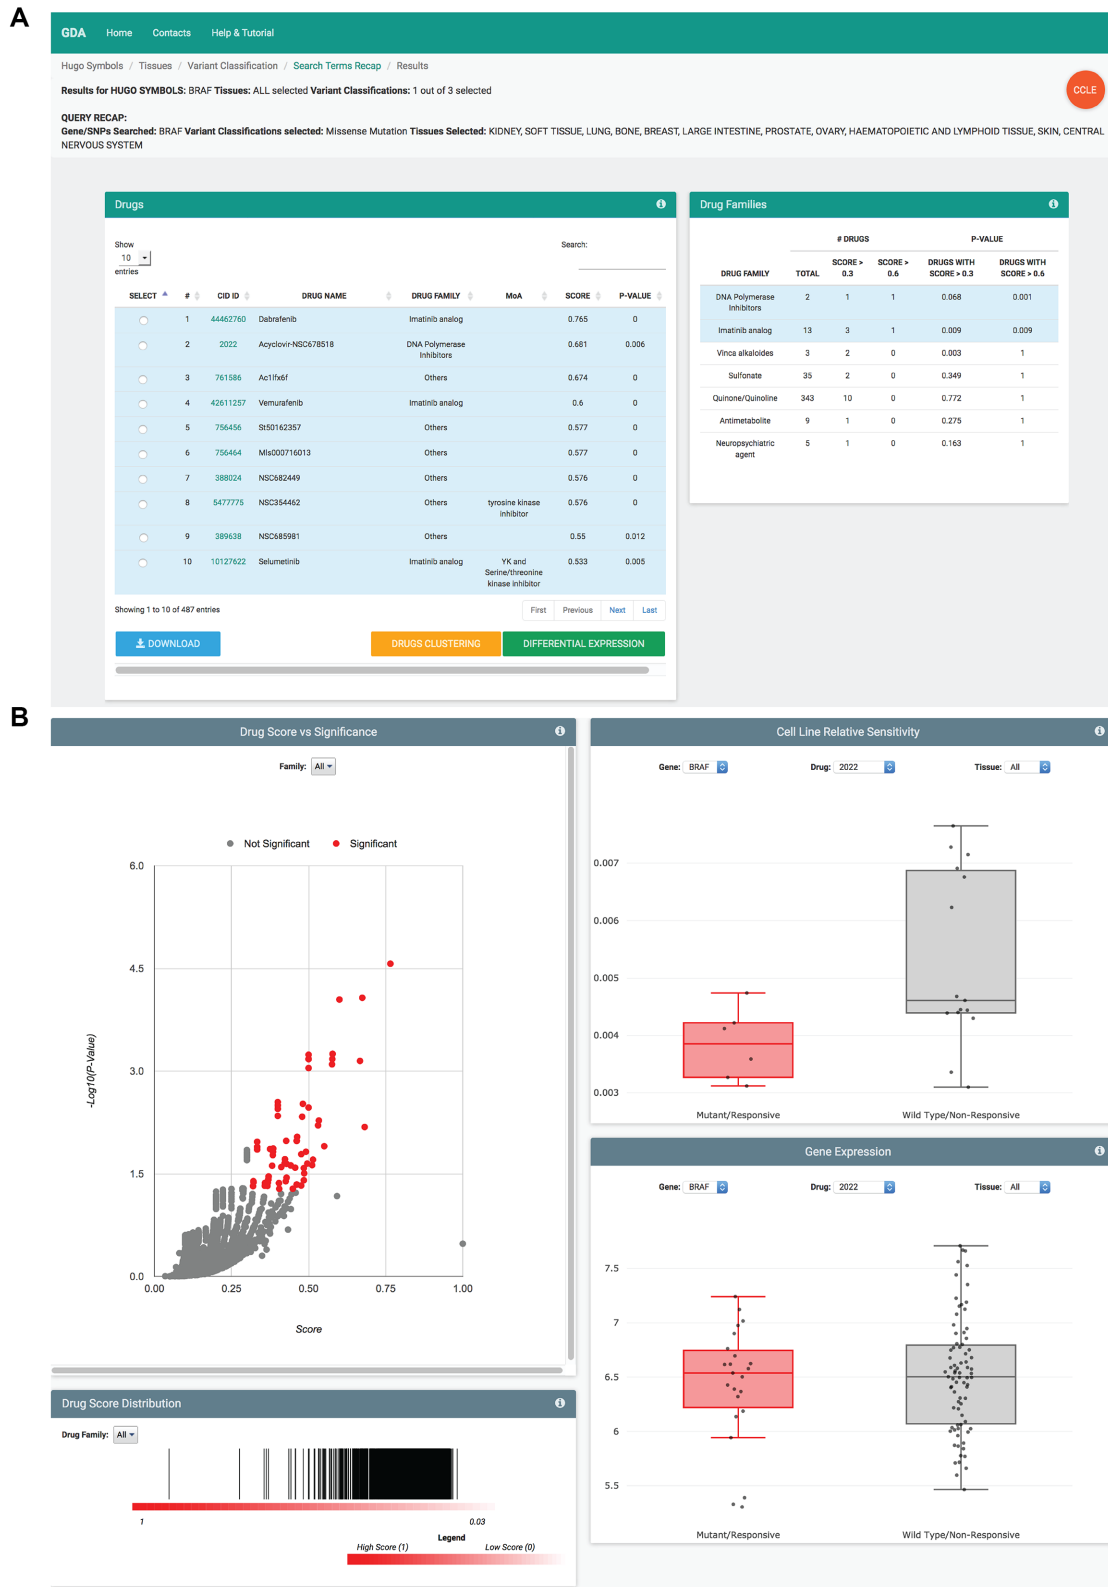 A
GDA Home Contacts Help & Tutorial
Hugo Symbols / Tissues / Variant Classification / Search Terms Recap / Results
Results for HUGO SYMBOLS: BRAF Tissues: ALL selected Variant Classifications: 1 out of 3 selected
CCLE
QUERY RECAP:
Gene/SNPs Searched: BRAF Variant Classifications selected: Missense Mutation Tissues Selected: KIDNEY, SOFT TISSUE, LUNG, BONE, BREAST, LARGE INTESTINE, PROSTATE, OVARY, HAEMATOPOIETIC AND LYMPHOID TISSUE, SKIN, CENTRAL
NERVOUS SYSTEM
Drugs
Show
10
entries
Search:
SELECT # CID ID DRUG NAME DRUG FAMILY MoA SCORE P-VALUE
1 44462760 Dabrafenib Imatinib analog 0.765 0
2 2022 Acyclovir-NSC678518 DNA Polymerase Inhibitors 0.681 0.006
3 761586 Ac1lfx6f Others 0.674 0
4 42611257 Vemurafenib Imatinib analog 0.6 0
5 756456 St50162357 Others 0.577 0
6 756464 Mls000716013 Others 0.577 0
7 388024 NSC682449 Others 0.576 0
8 5477775 NSC354462 Others tyrosine kinase inhibitor 0.576 0
9 389638 NSC685981 Others 0.55 0.012
10 10127622 Selumetinib Imatinib analog YK and Serine/threonine kinase inhibitor 0.533 0.005
Showing 1 to 10 of 487 entries
First Previous Next Last
DOWNLOAD DRUGS CLUSTERING DIFFERENTIAL EXPRESSION
Drug Families
# DRUGS P-VALUE
DRUG FAMILY TOTAL SCORE > 0.3 SCORE > 0.6 DRUGS WITH SCORE > 0.3 DRUGS WITH SCORE > 0.6
DNA Polymerase Inhibitors 2 1 1 0.068 0.001
Imatinib analog 13 3 1 0.009 0.009
Vinca alkaloides 3 2 0 0.003 1
Sulfonate 35 2 0 0.349 1
Quinone/Quinoline 343 10 0 0.772 1
Antimetabolite 9 1 0 0.275 1
Neuropsychiatric agent 5 1 0 0.163 1
B
Drug Score vs Significance
Family: All
Not Significant Significant
6.0
4.5
3.0
1.5
0.0
-Log10(P-Value)
0.00 0.25 0.50 0.75 1.00
Score
Drug Score Distribution
Drug Family: All
1 0.03
Legend
High Score (1) Low Score (0)
Cell Line Relative Sensitivity
Gene: BRAF Drug: 2022 Tissue: All
0.007
0.006
0.005
0.004
0.003
Mutant/Responsive Wild Type/Non-Responsive
Gene Expression
Gene: BRAF Drug: 2022 Tissue: All
7.5
7
6.5
6
5.5
Mutant/Responsive Wild Type/Non-Responsive